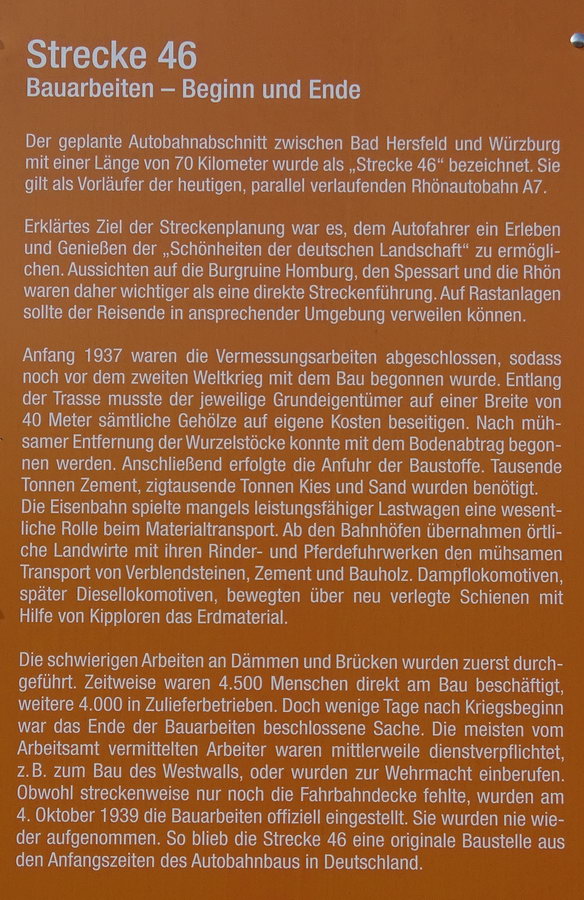 Strecke 46
Bauarbeiten – Beginn und Ende
Der geplante Autobahnabschnitt zwischen Bad Hersfeld und Würzburg
mit einer Länge von 70 Kilometer wurde als „Strecke 46“ bezeichnet. Sie
gilt als Vorläufer der heutigen, parallel verlaufenden Rhönautobahn A7.
Erklärtes Ziel der Streckenplanung war es, dem Autofahrer ein Erleben
und Genießen der „Schönheiten der deutschen Landschaft“ zu ermögli-
chen. Aussichten auf die Burgruine Homburg, den Spessart und die Rhön
waren daher wichtiger als eine direkte Streckenführung. Auf Rastanlagen
sollte der Reisende in ansprechender Umgebung verweilen können.
Anfang 1937 waren die Vermessungsarbeiten abgeschlossen, sodass
noch vor dem zweiten Weltkrieg mit dem Bau begonnen wurde. Entlang
der Trasse musste der jeweilige Grundeigentümer auf einer Breite von
40 Meter sämtliche Gehölze auf eigene Kosten beseitigen. Nach müh-
samer Entfernung der Wurzelstöcke konnte mit dem Bodenabtrag begon-
nen werden. Anschließend erfolgte die Anfuhr der Baustoffe. Tausende
Tonnen Zement, zigtausende Tonnen Kies und Sand wurden benötigt.
Die Eisenbahn spielte mangels leistungsfähiger Lastwagen eine wesent-
liche Rolle beim Materialtransport. Ab den Bahnhöfen übernahmen örtli-
che Landwirte mit ihren Rinder- und Pferdefuhrwerken den mühsamen
Transport von Verblendsteinen, Zement und Bauholz. Dampflokomotiven,
später Diesellokomotiven, bewegten über neu verlegte Schienen mit
Hilfe von Kipploren das Erdmaterial.
Die schwierigen Arbeiten an Dämmen und Brücken wurden zuerst durch-
geführt. Zeitweise waren 4.500 Menschen direkt am Bau beschäftigt,
weitere 4.000 in Zulieferbetrieben. Doch wenige Tage nach Kriegsbeginn
war das Ende der Bauarbeiten beschlossene Sache. Die meisten vom
Arbeitsamt vermittelten Arbeiter waren mittlerweile dienstverpflichtet,
z. B. zum Bau des Westwalls, oder wurden zur Wehrmacht einberufen.
Obwohl streckenweise nur noch die Fahrbahndecke fehlte, wurden am
4. Oktober 1939 die Bauarbeiten offiziell eingestellt. Sie wurden nie wie-
der aufgenommen. So blieb die Strecke 46 eine originale Baustelle aus
den Anfangszeiten des Autobahnbaus in Deutschland.